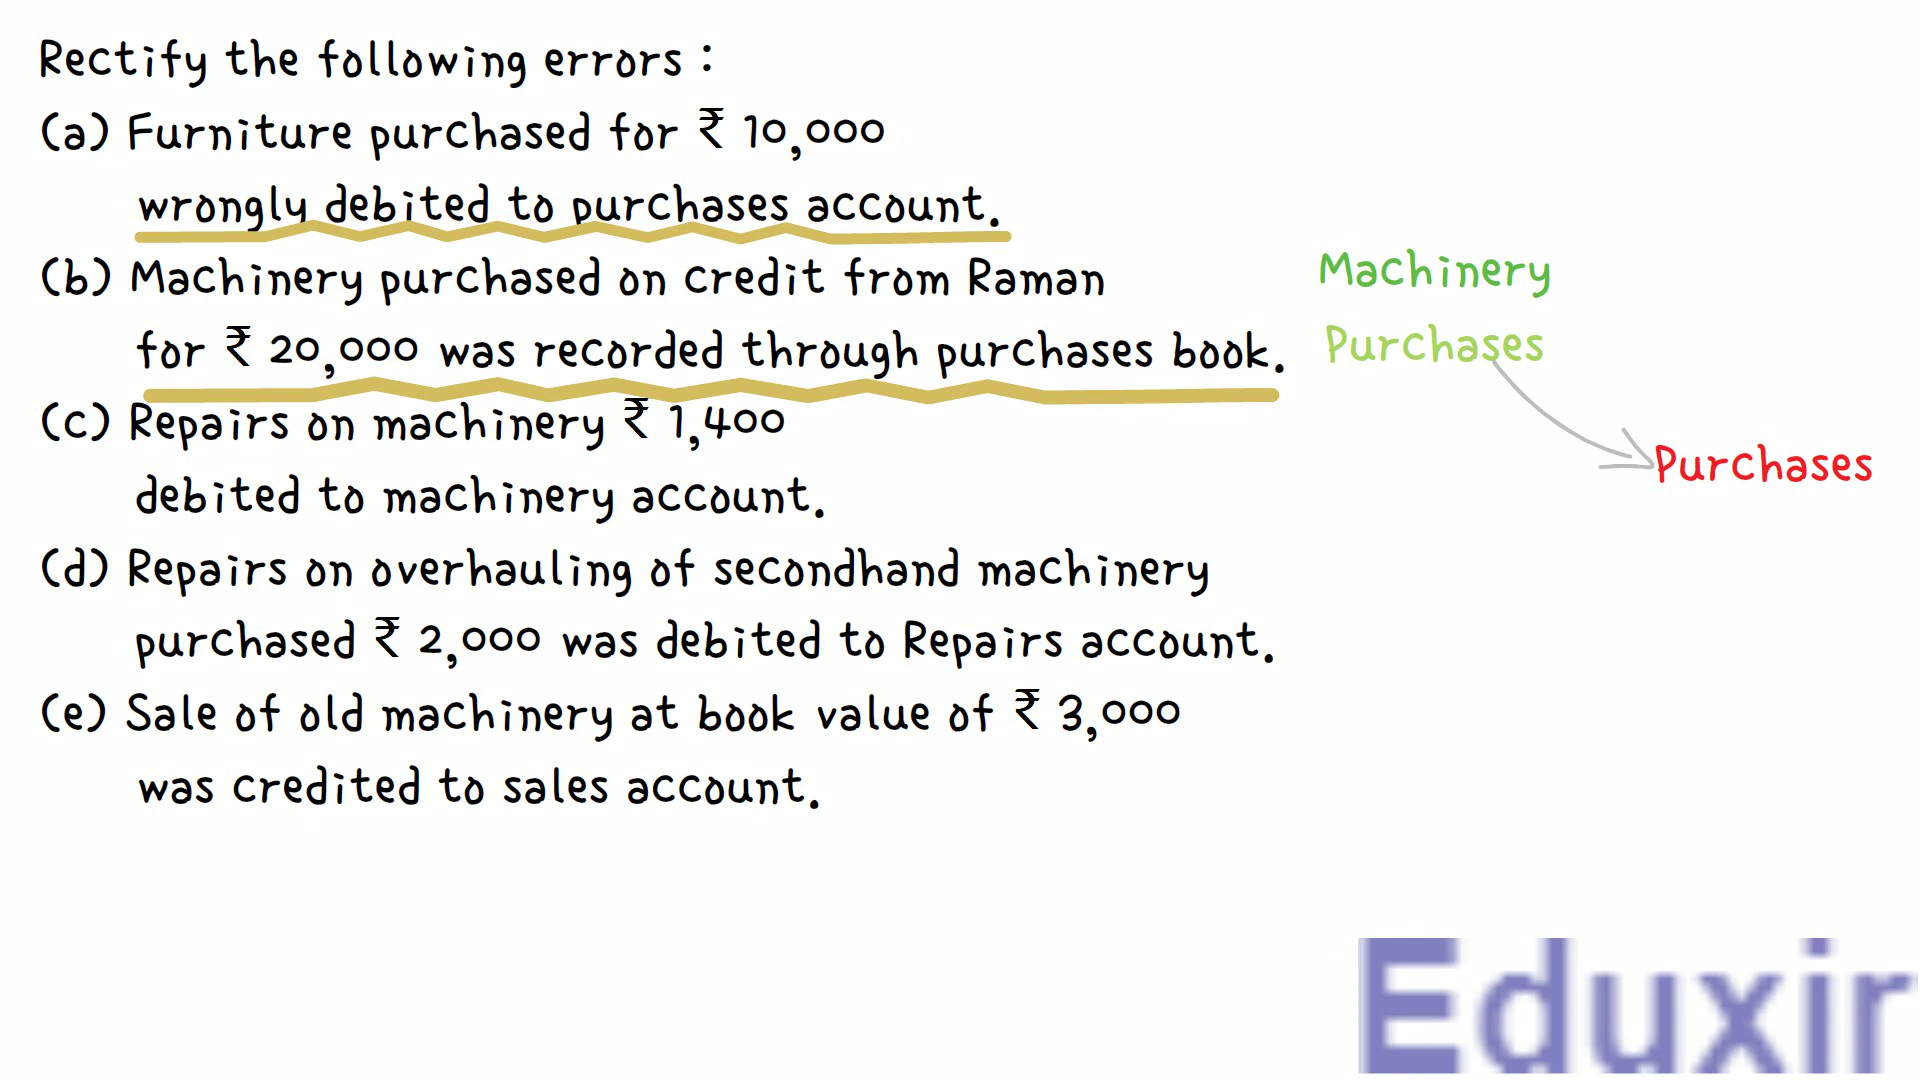 Rectify the following errors :
(a) Furniture purchased for ₹ 10,000
wrongly debited to purchases account.
(b) Machinery purchased on credit from Raman
for ₹ 20,000 was recorded through purchases book.
Machinery
Purchases
Purchases
(c) Repairs on machinery ₹ 1,400
debited to machinery account.
(d) Repairs on overhauling of secondhand machinery
purchased ₹ 2,000 was debited to Repairs account.
(e) Sale of old machinery at book value of ₹ 3,000
was credited to sales account.
Eduxir